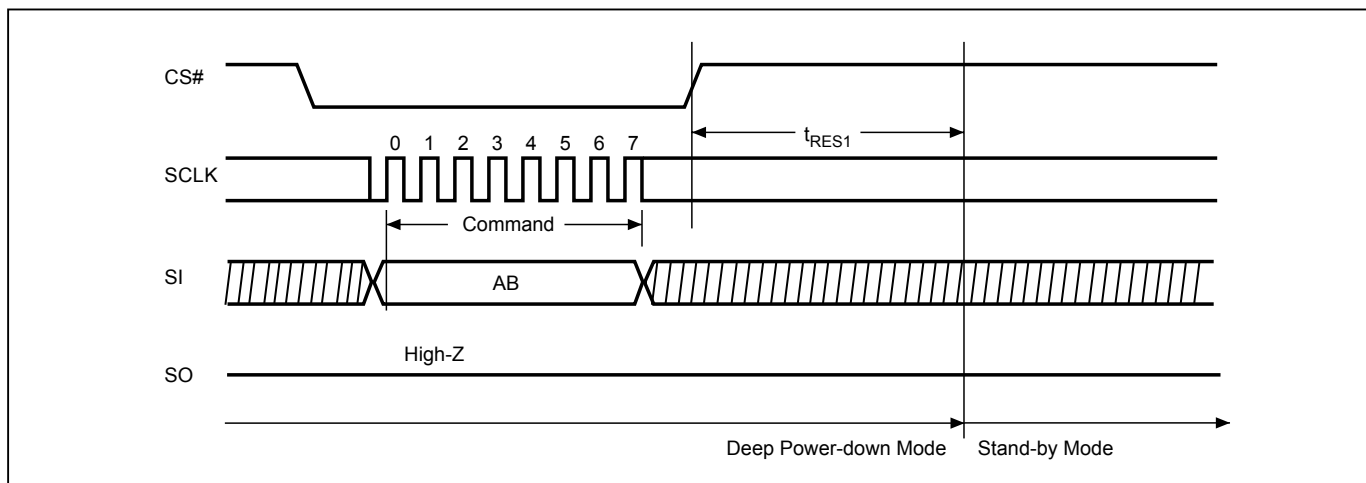 CS#
tRES1
0 1 2 3 4 5 6 7
SCLK
Command
SI
AB
High-Z
SO
Deep Power-down Mode
Stand-by Mode